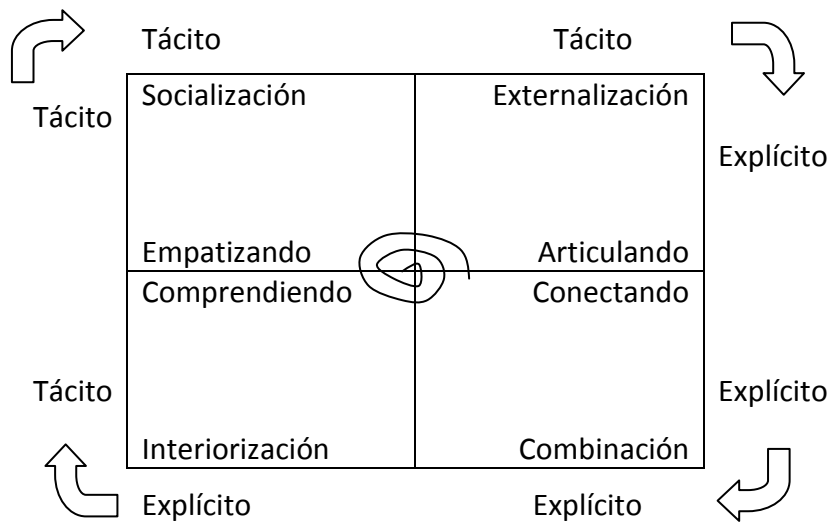 Tácito Tácito
Tácito Socialización Externalización
Explícito
Empatizando Articulando
Comprendiendo Conectando
Tácito Explícito
Interiorización Combinación
Explícito Explícito